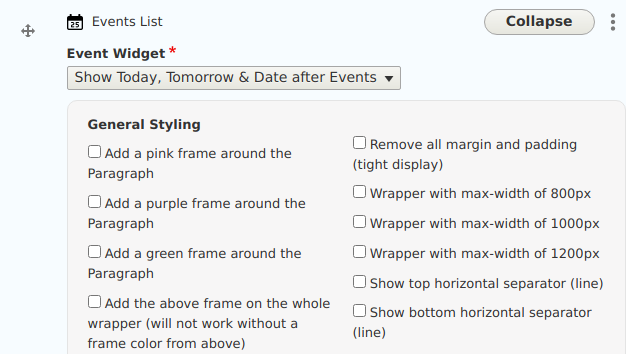 25
Events List
Collapse
Event Widget *
Show Today, Tomorrow & Date after Events
General Styling
Add a pink frame around the
Paragraph
Add a purple frame around the
Paragraph
Add a green frame around the
Paragraph
Add the above frame on the whole
wrapper (will not work without a
frame color from above)
Remove all margin and padding
(tight display)
Wrapper with max-width of 800px
Wrapper with max-width of 1000px
Wrapper with max-width of 1200px
Show top horizontal separator (line)
Show bottom horizontal separator
(line)